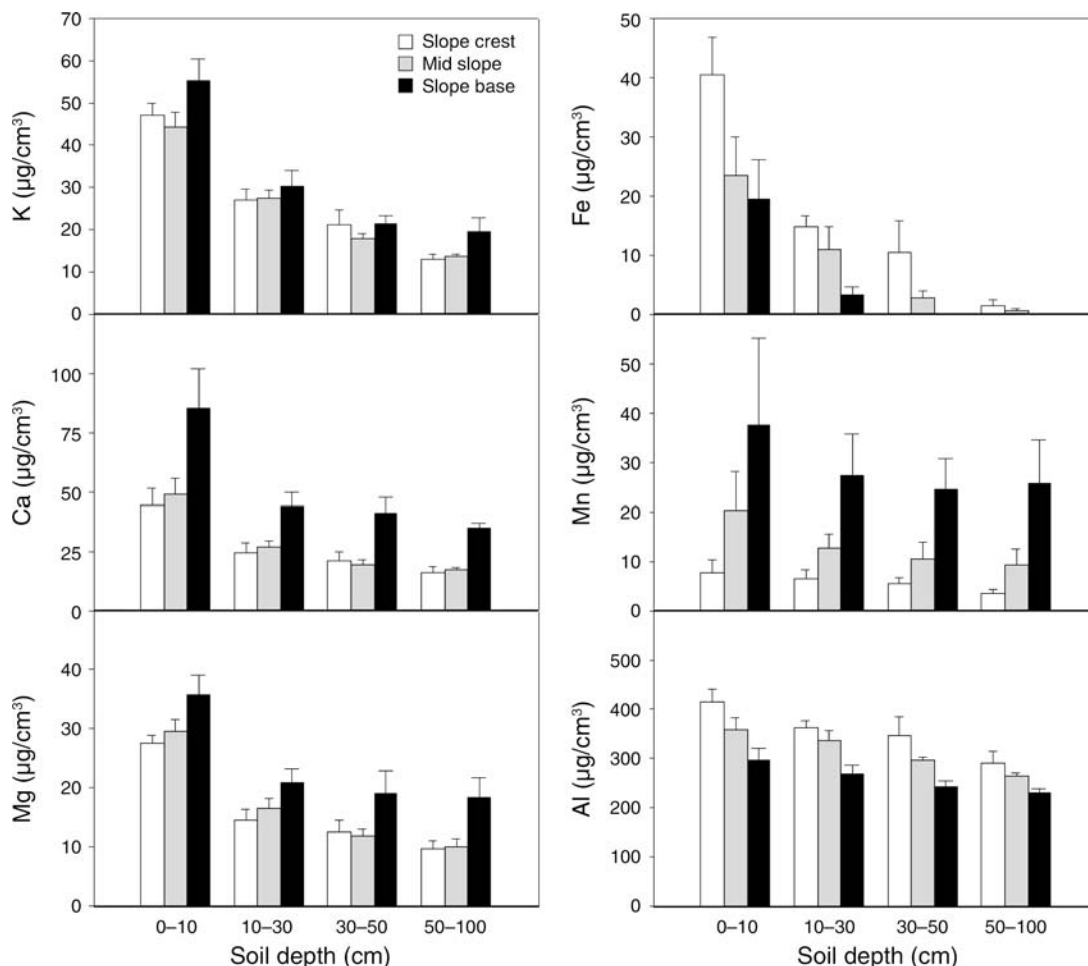 K (µg/cm³)
70
60
50
40
30
20
10
0
Slope crest
Mid slope
Slope base
Fe (µg/cm³)
50
40
30
20
10
0
Ca (µg/cm³)
100
75
50
25
0
Mn (µg/cm³)
50
40
30
20
10
0
Mg (µg/cm³)
40
30
20
10
0
0–10 10–30 30–50 50–100
Soil depth (cm)
Al (µg/cm³)
500
400
300
200
100
0
0–10 10–30 30–50 50–100
Soil depth (cm)